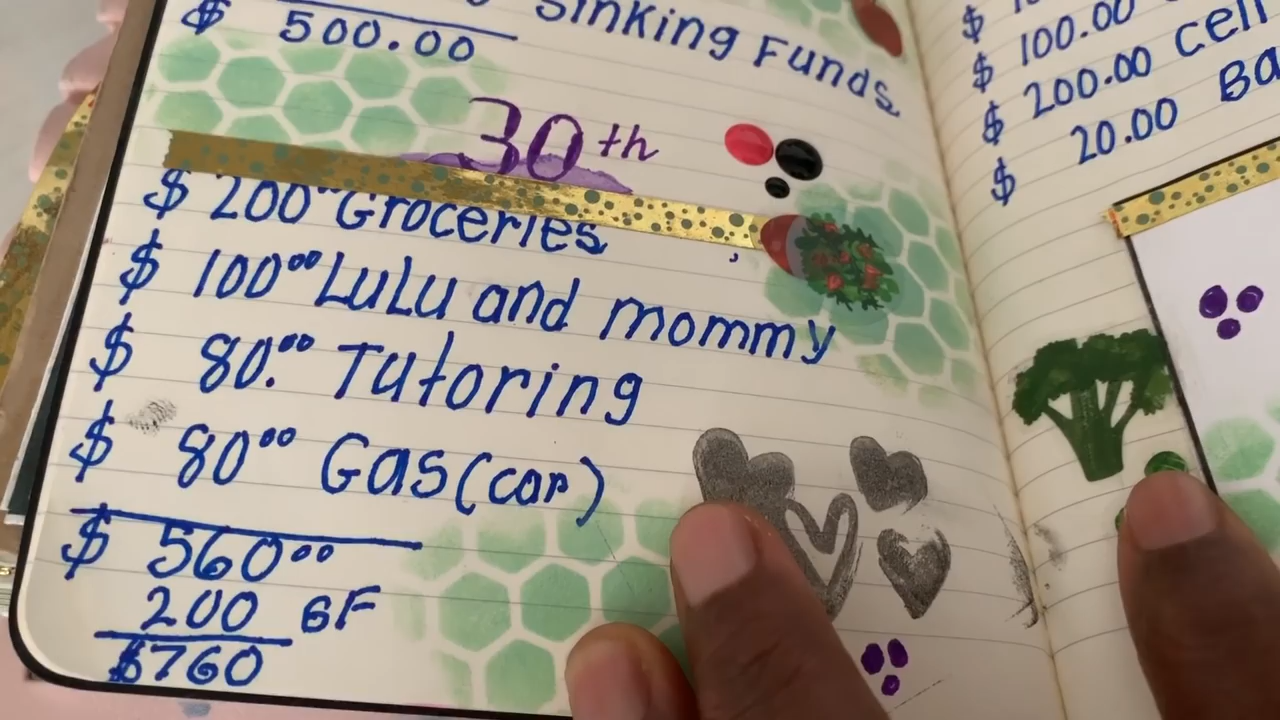 Sinking Funds
$ 500.00
30th
$ 200.00 Groceries
$ 100.00 LuLu and mommy
$ 80.00 Tutoring
$ 80.00 Gas (car)
$ 560.00
200 SF
$760
$
$ 100.00
$ 200.00 Cell
$ 20.00